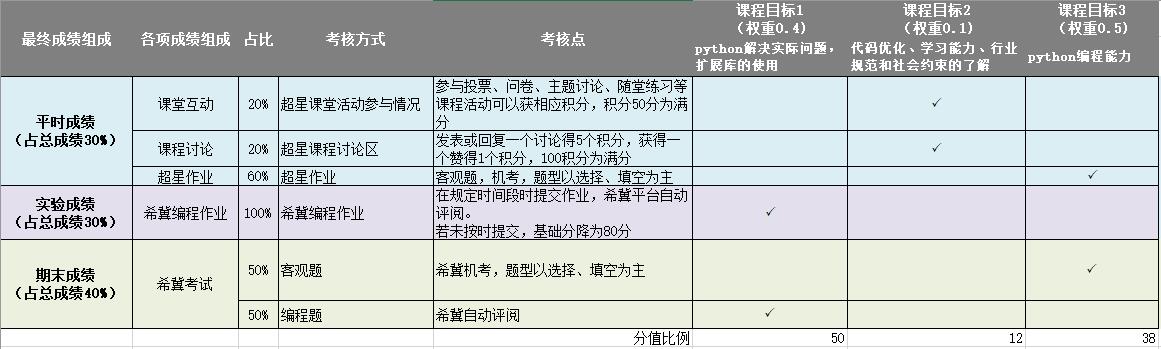 最终成绩组成 各项成绩组成 占比 考核方式 考核点
课程目标1
（权重0.4）
python解决实际问题，
扩展库的使用
课程目标2
（权重0.1）
代码优化、学习能力、行业
规范和社会约束的了解
课程目标3
（权重0.5）
python编程能力
平时成绩
（占总成绩30%）
课堂互动 20% 超星课堂活动参与情况
参与投票、问卷、主题讨论、随堂练习等
课程活动可以获相应积分，积分50分为满
分
✓
课程讨论 20% 超星课程讨论区
发表或回复一个讨论得5个积分，获得一
个赞得1个积分，100积分为满分
✓
超星作业 60% 超星作业 客观题，机考，题型以选择、填空为主 ✓
实验成绩
（占总成绩30%）
希冀编程作业 100% 希冀编程作业
在规定时间段时提交作业，希冀平台自动
评阅。
若未按时提交，基础分降为80分
✓
期末成绩
（占总成绩40%）
希冀考试
50% 客观题 希冀机考，题型以选择、填空为主 ✓
50% 编程题 希冀自动评阅 ✓
分值比例 50 12 38